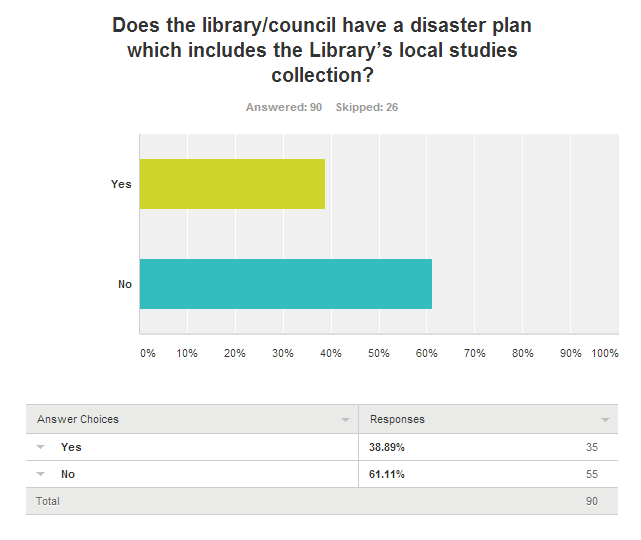 Does the library/council have a disaster plan
which includes the Library's local studies
collection?
Answered: 90 Skipped: 26
Yes
No
0% 10% 20% 30% 40% 50% 60% 70% 80% 90% 100%
Answer Choices Responses
Yes 38.89% 35
No 61.11% 55
Total 90